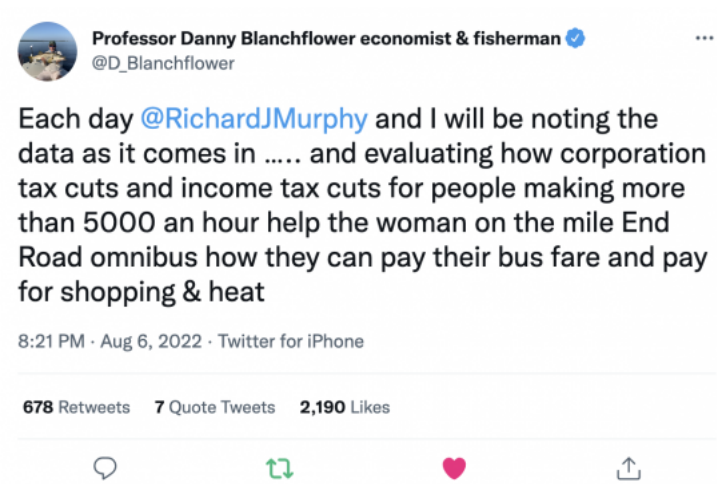 Professor Danny Blanchflower economist & fisherman
@D_Blanchflower
Each day @RichardJMurphy and I will be noting the
data as it comes in ..... and evaluating how corporation
tax cuts and income tax cuts for people making more
than 5000 an hour help the woman on the mile End
Road omnibus how they can pay their bus fare and pay
for shopping & heat
8:21 PM · Aug 6, 2022 · Twitter for iPhone
678 Retweets 7 Quote Tweets 2,190 Likes